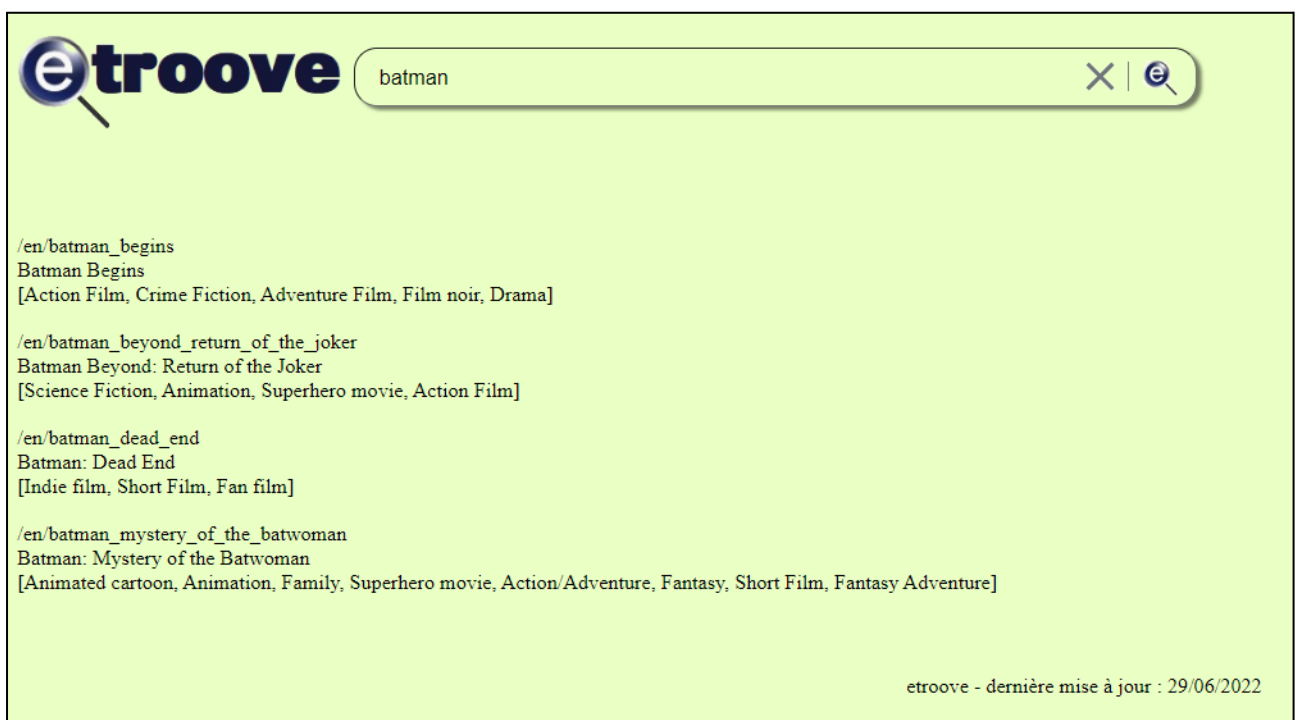 etroove
batman
/en/batman_begins
Batman Begins
[Action Film, Crime Fiction, Adventure Film, Film noir, Drama]
/en/batman_beyond_return_of_the_joker
Batman Beyond: Return of the Joker
[Science Fiction, Animation, Superhero movie, Action Film]
/en/batman_dead_end
Batman: Dead End
[Indie film, Short Film, Fan film]
/en/batman_mystery_of_the_batwoman
Batman: Mystery of the Batwoman
[Animated cartoon, Animation, Family, Superhero movie, Action/Adventure, Fantasy, Short Film, Fantasy Adventure]
etroove - dernière mise à jour : 29/06/2022